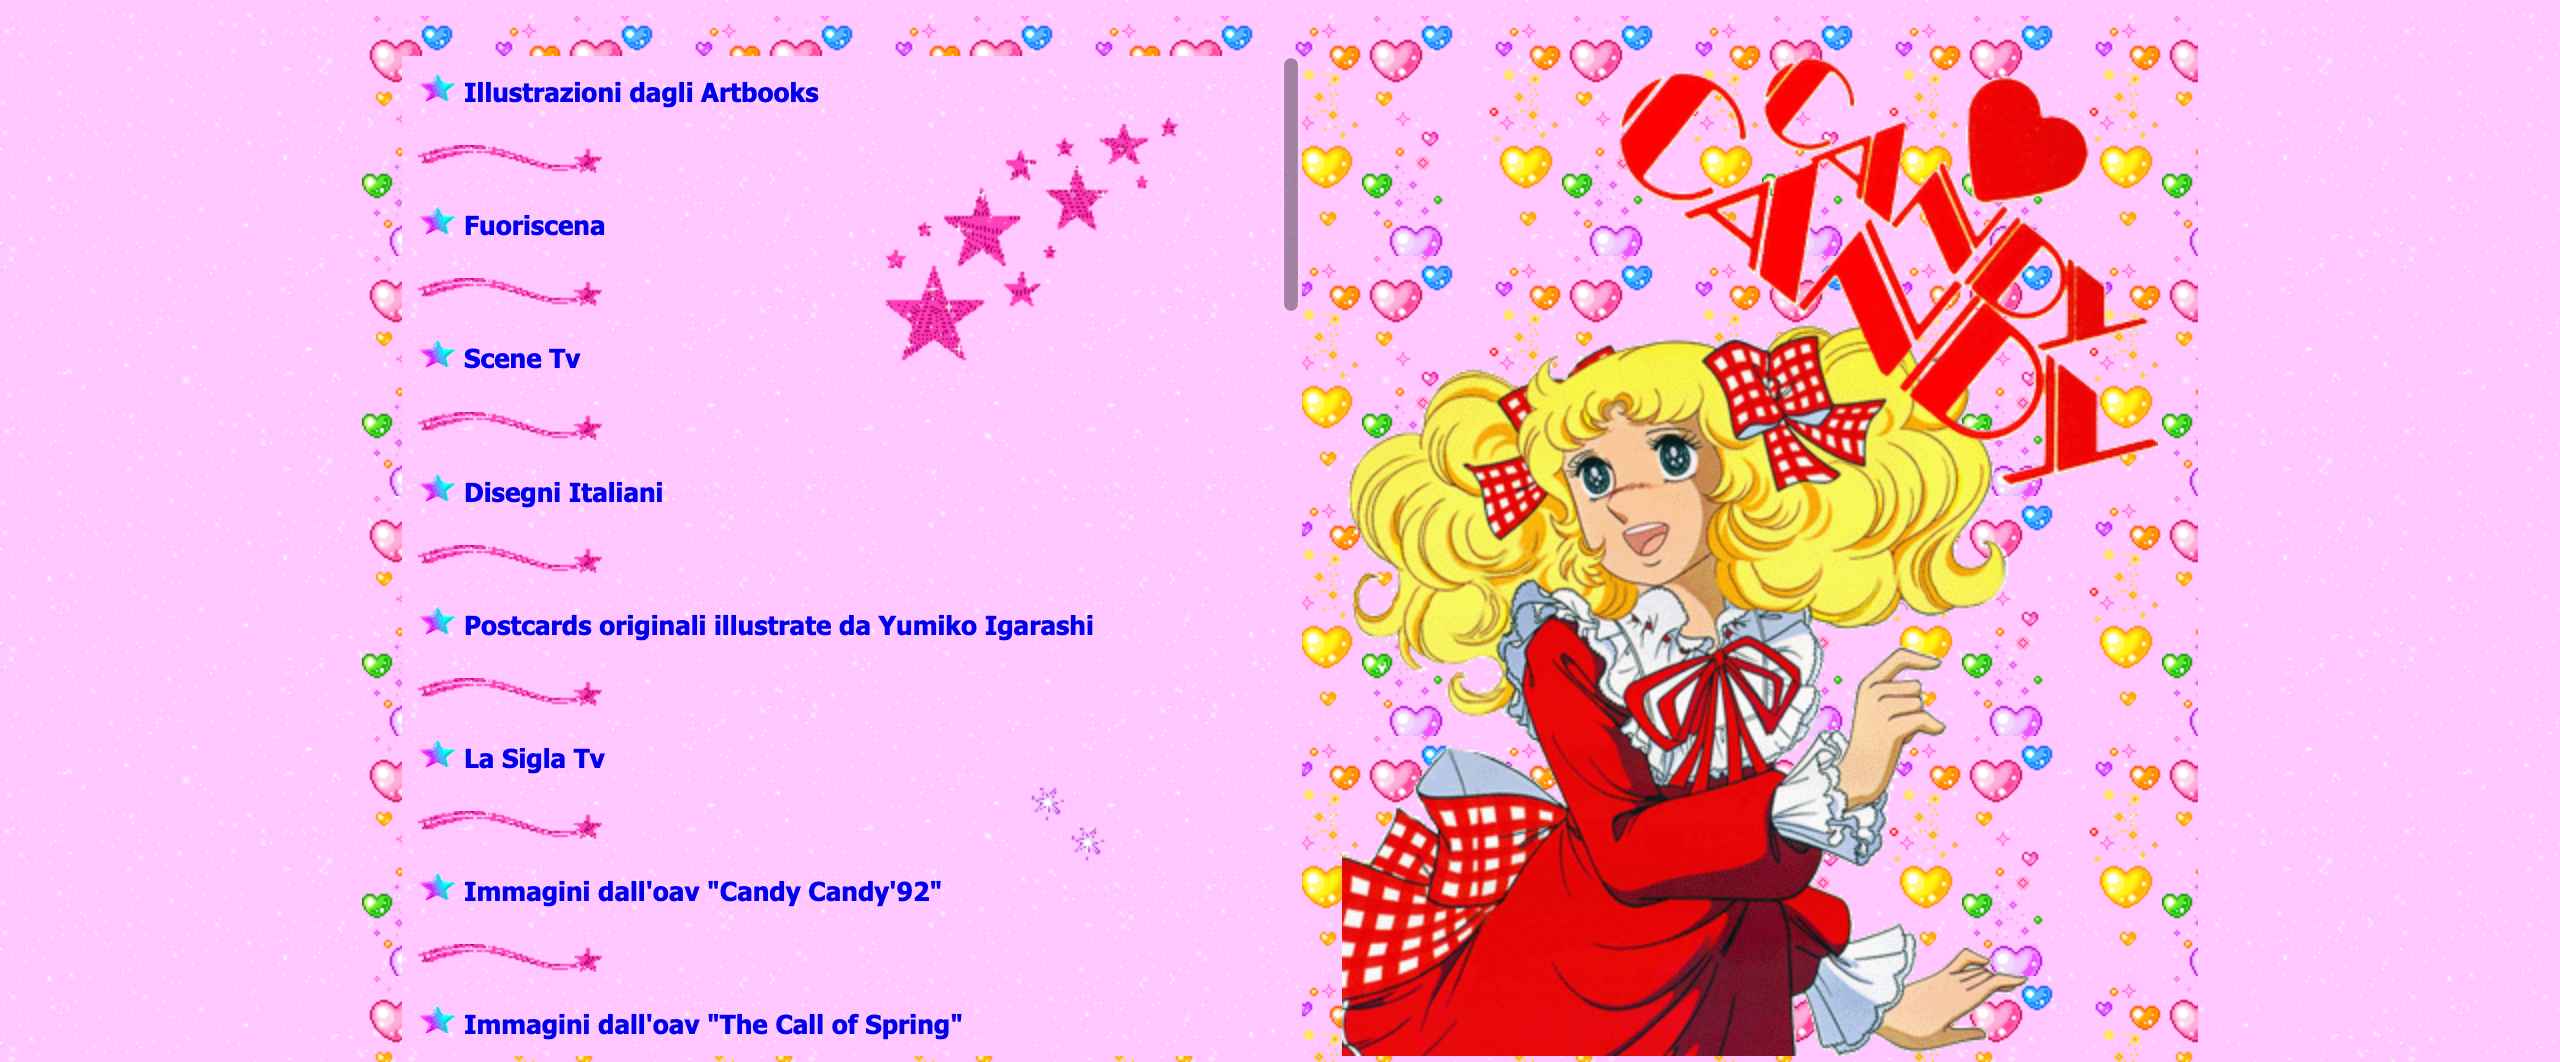 Illustrazioni dagli Artbooks
Fuoriscena
Scene Tv
Disegni Italiani
Postcards originali illustrate da Yumiko Igarashi
La Sigla Tv
Immagini dall'oav "Candy Candy'92"
Immagini dall'oav "The Call of Spring"
CANDY
CANDY